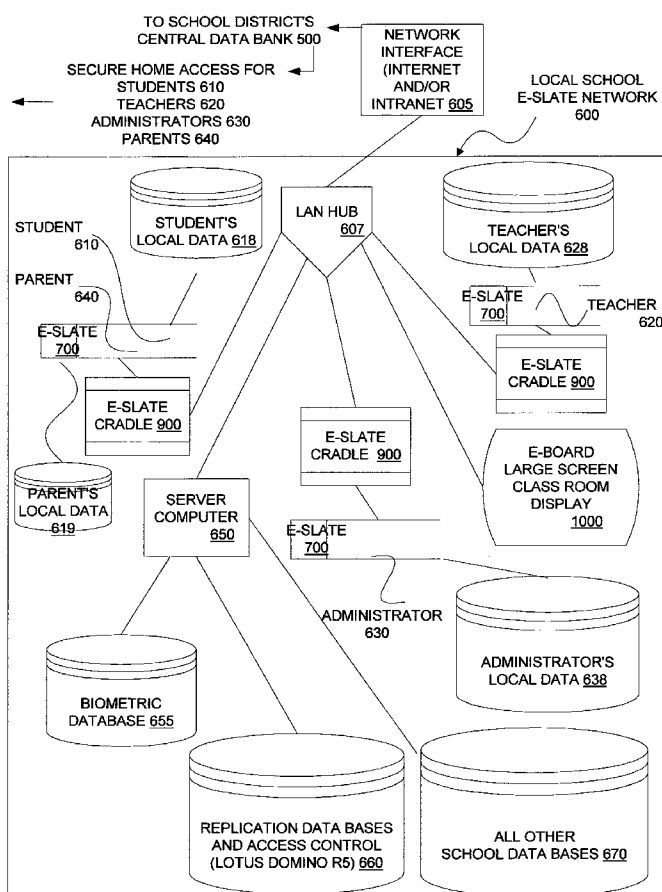 TO SCHOOL DISTRICT'S
CENTRAL DATA BANK 500
NETWORK
INTERFACE
(INTERNET
AND/OR
INTRANET 605
SECURE HOME ACCESS FOR
STUDENTS 610
TEACHERS 620
ADMINISTRATORS 630
PARENTS 640
LOCAL SCHOOL
E-SLATE NETWORK
600
STUDENT
610
PARENT
640
STUDENT'S
LOCAL DATA 618
LAN HUB
607
TEACHER'S
LOCAL DATA 628
E-SLATE
700
E-SLATE
700
TEACHER
620
E-SLATE
CRADLE 900
E-SLATE
CRADLE 900
E-SLATE
CRADLE 900
PARENT'S
LOCAL DATA
619
SERVER
COMPUTER
650
E-BOARD
LARGE SCREEN
CLASS ROOM
DISPLAY
1000
E-SLATE
700
ADMINISTRATOR
630
ADMINISTRATOR'S
LOCAL DATA 638
BIOMETRIC
DATABASE 655
REPLICATION DATA BASES
AND ACCESS CONTROL
(LOTUS DOMINO R5) 660
ALL OTHER
SCHOOL DATA BASES 670